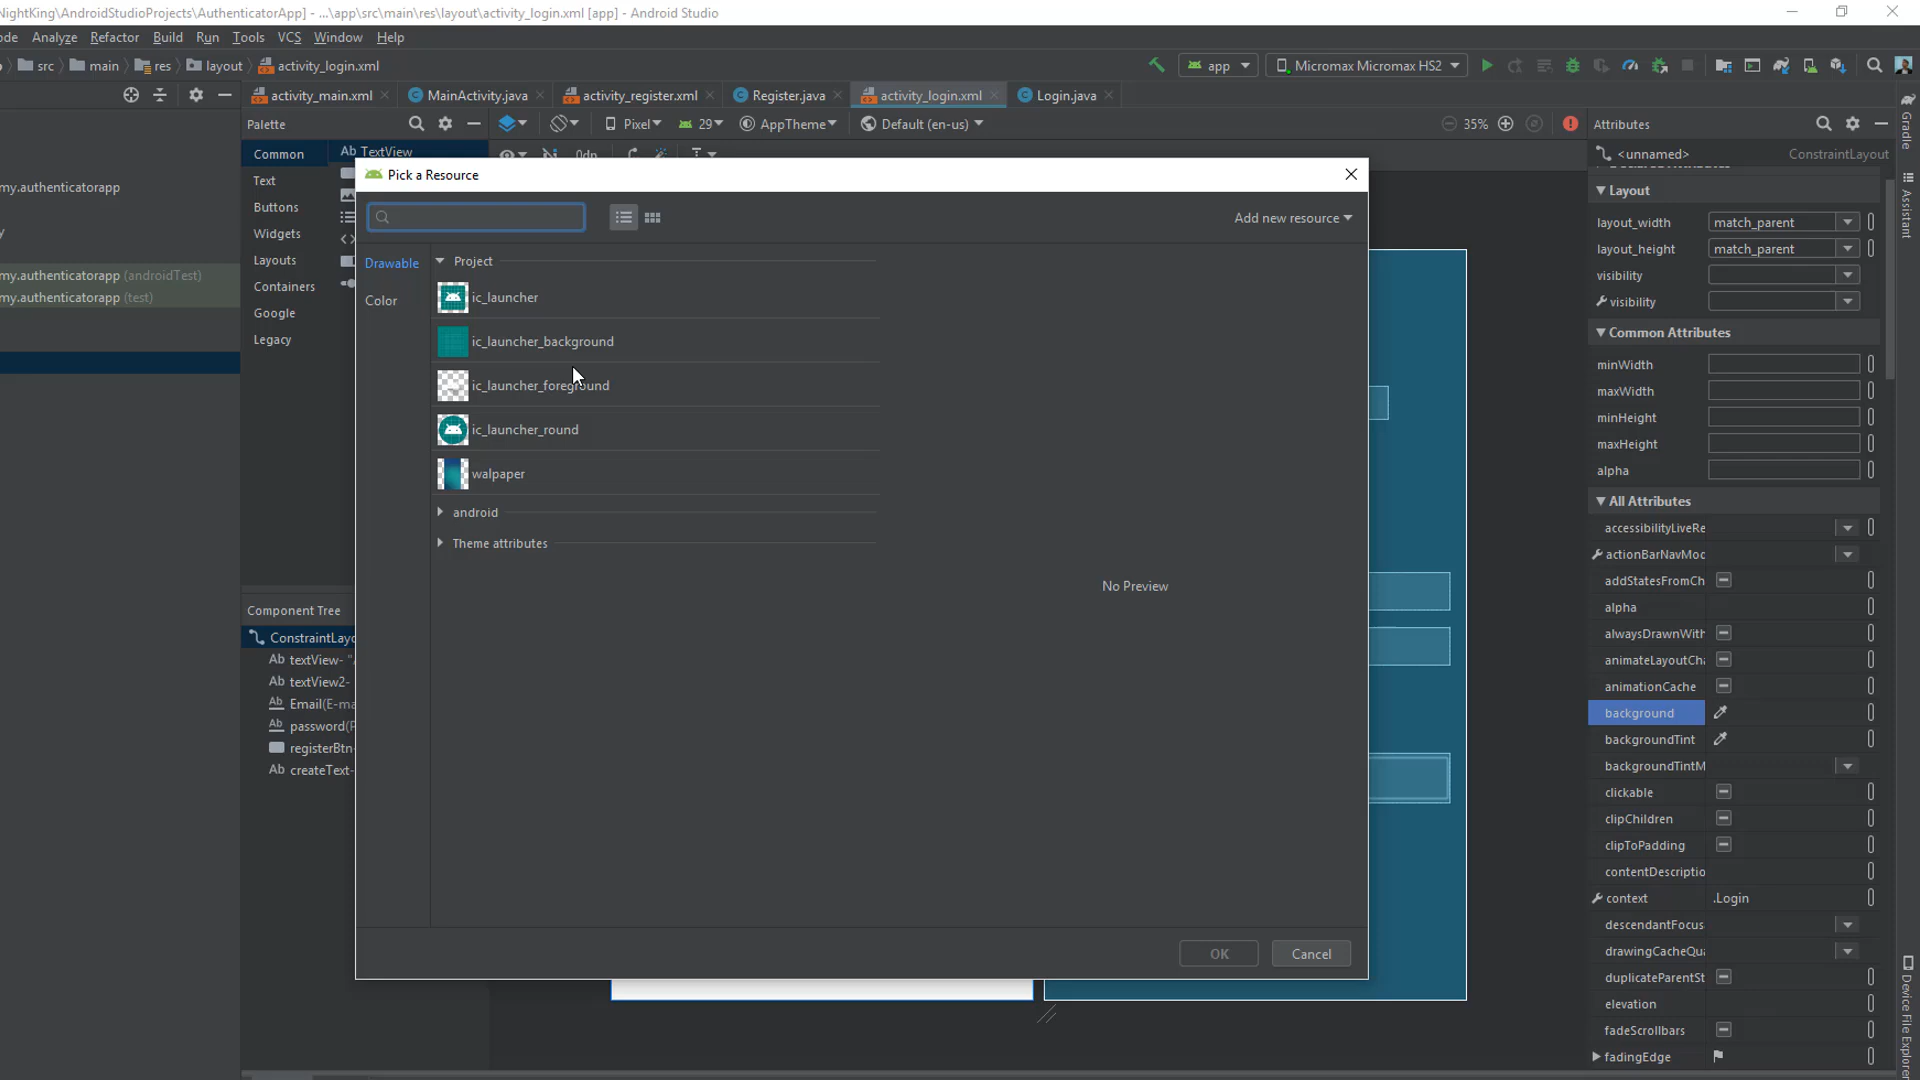 NightKing\AndroidStudioProjects\AuthenticatorApp] - ...\app\src\main\res\layout\activity_login.xml [app] - Android Studio
ode Analyze Refactor Build Run Tools VCS Window Help
src main res layout activity_login.xml
app Micromax Micromax HS2
activity_main.xml MainActivity.java activity_register.xml Register.java activity_login.xml Login.java
Palette
Pixel 29 AppTheme Default (en-us)
35%
Attributes
Common
Ab TextView
0dp
<unnamed> ConstraintLayout
Text
Buttons
Widgets
Layouts
Containers
Google
Legacy
my.authenticatorapp
my.authenticatorapp (androidTest)
my.authenticatorapp (test)
Pick a Resource
Add new resource
Drawable
Color
Project
ic_launcher
ic_launcher_background
ic_launcher_foreground
ic_launcher_round
walpaper
android
Theme attributes
No Preview
OK Cancel
Component Tree
ConstraintLayo
Ab textView- "
Ab textView2-
Ab Email(E-ma
Ab password(P
registerBtn-
Ab createText-
Layout
layout_width match_parent
layout_height match_parent
visibility
visibility
Common Attributes
minWidth
maxWidth
minHeight
maxHeight
alpha
All Attributes
accessibilityLiveRe
actionBarNavMod
addStatesFromCh
alpha
alwaysDrawnWith
animateLayoutCha
animationCache
background
backgroundTint
backgroundTintM
clickable
clipChildren
clipToPadding
contentDescriptio
context .Login
descendantFocus
drawingCacheQua
duplicateParentSt
elevation
fadeScrollbars
fadingEdge
Gradle
Assistant
Device File Explorer